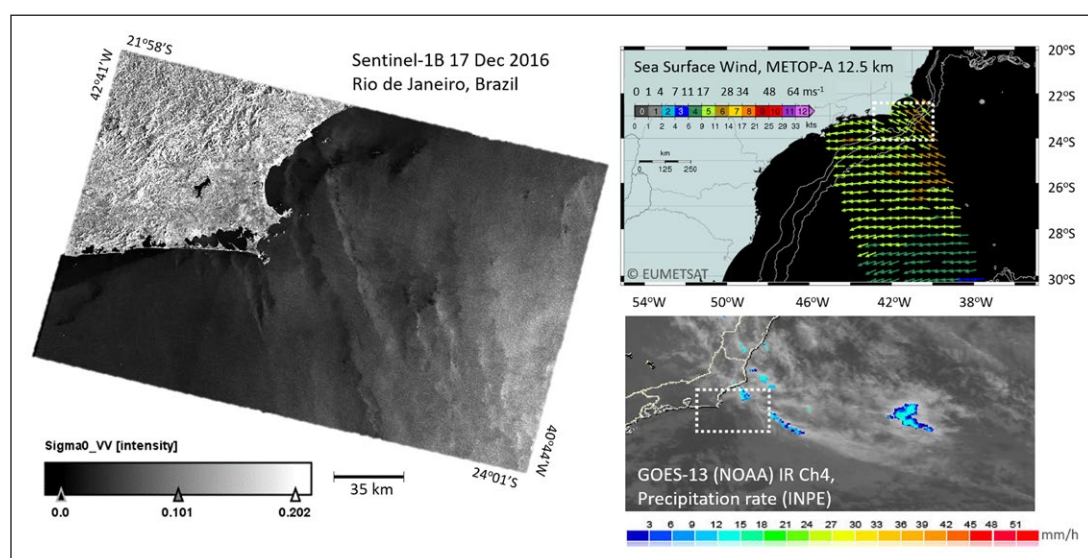 21°58'S
42°41'W
Sentinel-1B 17 Dec 2016
Rio de Janeiro, Brazil
40°44'W
24°01'S
Sigma0_VV [intensity]
0.0 0.101 0.202
35 km
Sea Surface Wind, METOP-A 12.5 km
0 1 4 7 11 17 28 34 48 64 ms⁻¹
0 1 2 3 4 5 6 7 8 9 10 11 12
0 1 2 4 6 9 11 14 17 21 25 29 33 kts
km
0 125 250
© EUMETSAT
20°S
22°S
24°S
26°S
28°S
30°S
54°W 50°W 46°W 42°W 38°W
GOES-13 (NOAA) IR Ch4,
Precipitation rate (INPE)
3 6 9 12 15 18 21 24 27 30 33 36 39 42 45 48 51 mm/h